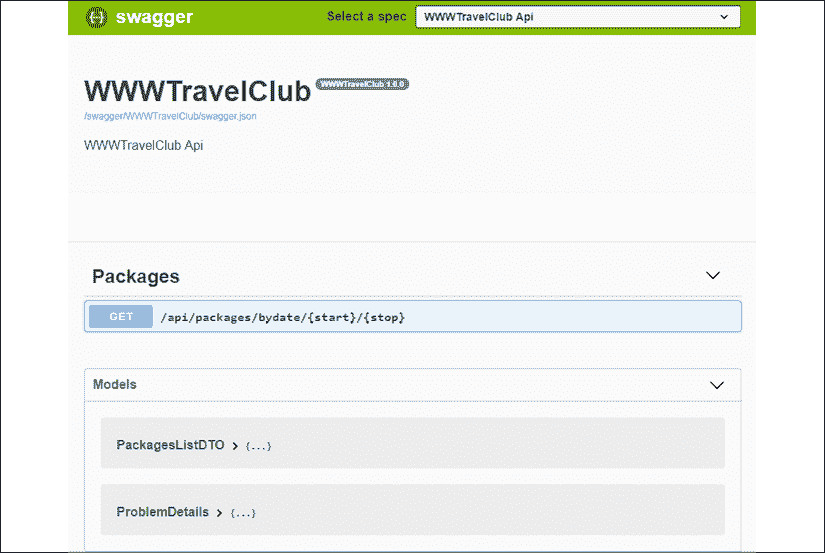 swagger
Select a spec
WWWTravelClub Api
WWWTravelClub
WWWTravelClub 1.0.0
/swagger/WWWTravelClub/swagger.json
WWWTravelClub Api
Packages
GET /api/packages/bydate/{start}/{stop}
Models
PackagesListDTO > {...}
ProblemDetails > {...}